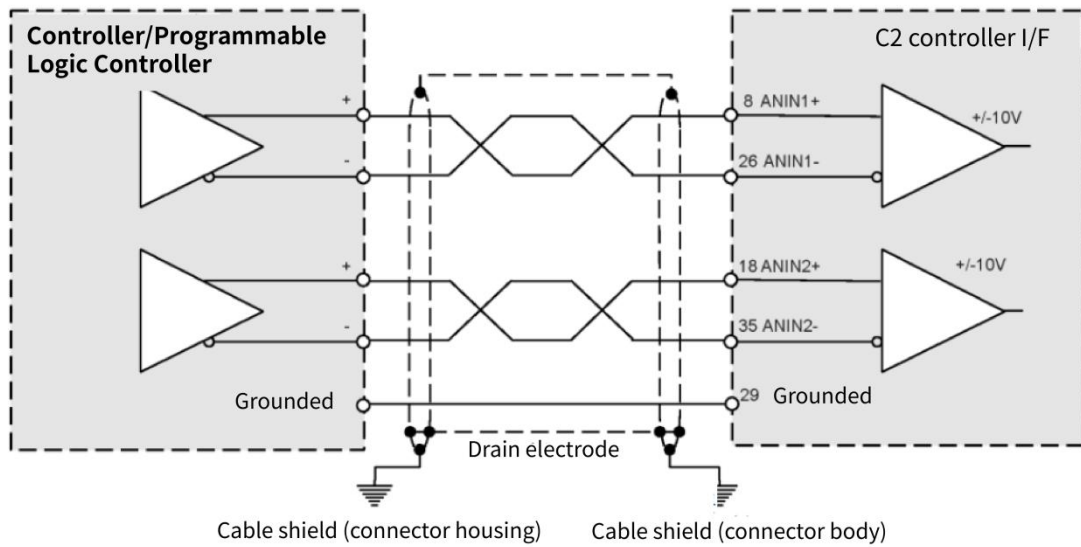 Controller/Programmable
Logic Controller
C2 controller I/F
+
8 ANIN1+
+/-10V
-
26 ANIN1-
+
18 ANIN2+
+/-10V
-
35 ANIN2-
Grounded
29 Grounded
Drain electrode
Cable shield (connector housing)
Cable shield (connector body)